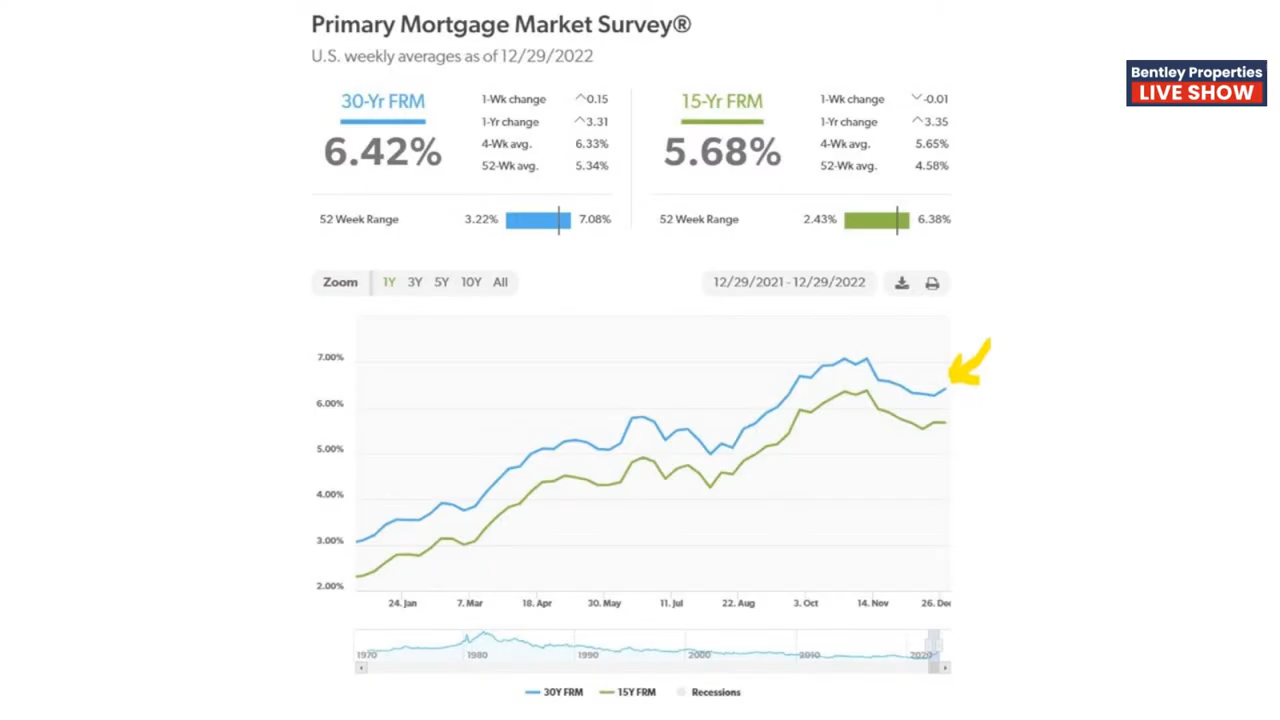 Primary Mortgage Market Survey®
U.S. weekly averages as of 12/29/2022
Bentley Properties
LIVE SHOW
30-Yr FRM
6.42%
1-Wk change 0.15
1-Yr change 3.31
4-Wk avg. 6.33%
52-Wk avg. 5.34%
52 Week Range 3.22% 7.08%
15-Yr FRM
5.68%
1-Wk change -0.01
1-Yr change 3.35
4-Wk avg. 5.65%
52-Wk avg. 4.58%
52 Week Range 2.43% 6.38%
Zoom 1Y 3Y 5Y 10Y All
12/29/2021 - 12/29/2022
7.00%
6.00%
5.00%
4.00%
3.00%
2.00%
24. Jan 7. Mar 18. Apr 30. May 11. Jul 22. Aug 3. Oct 14. Nov 26. Dec
1970 1980 1990 2000 2010 2020
30Y FRM 15Y FRM Recessions